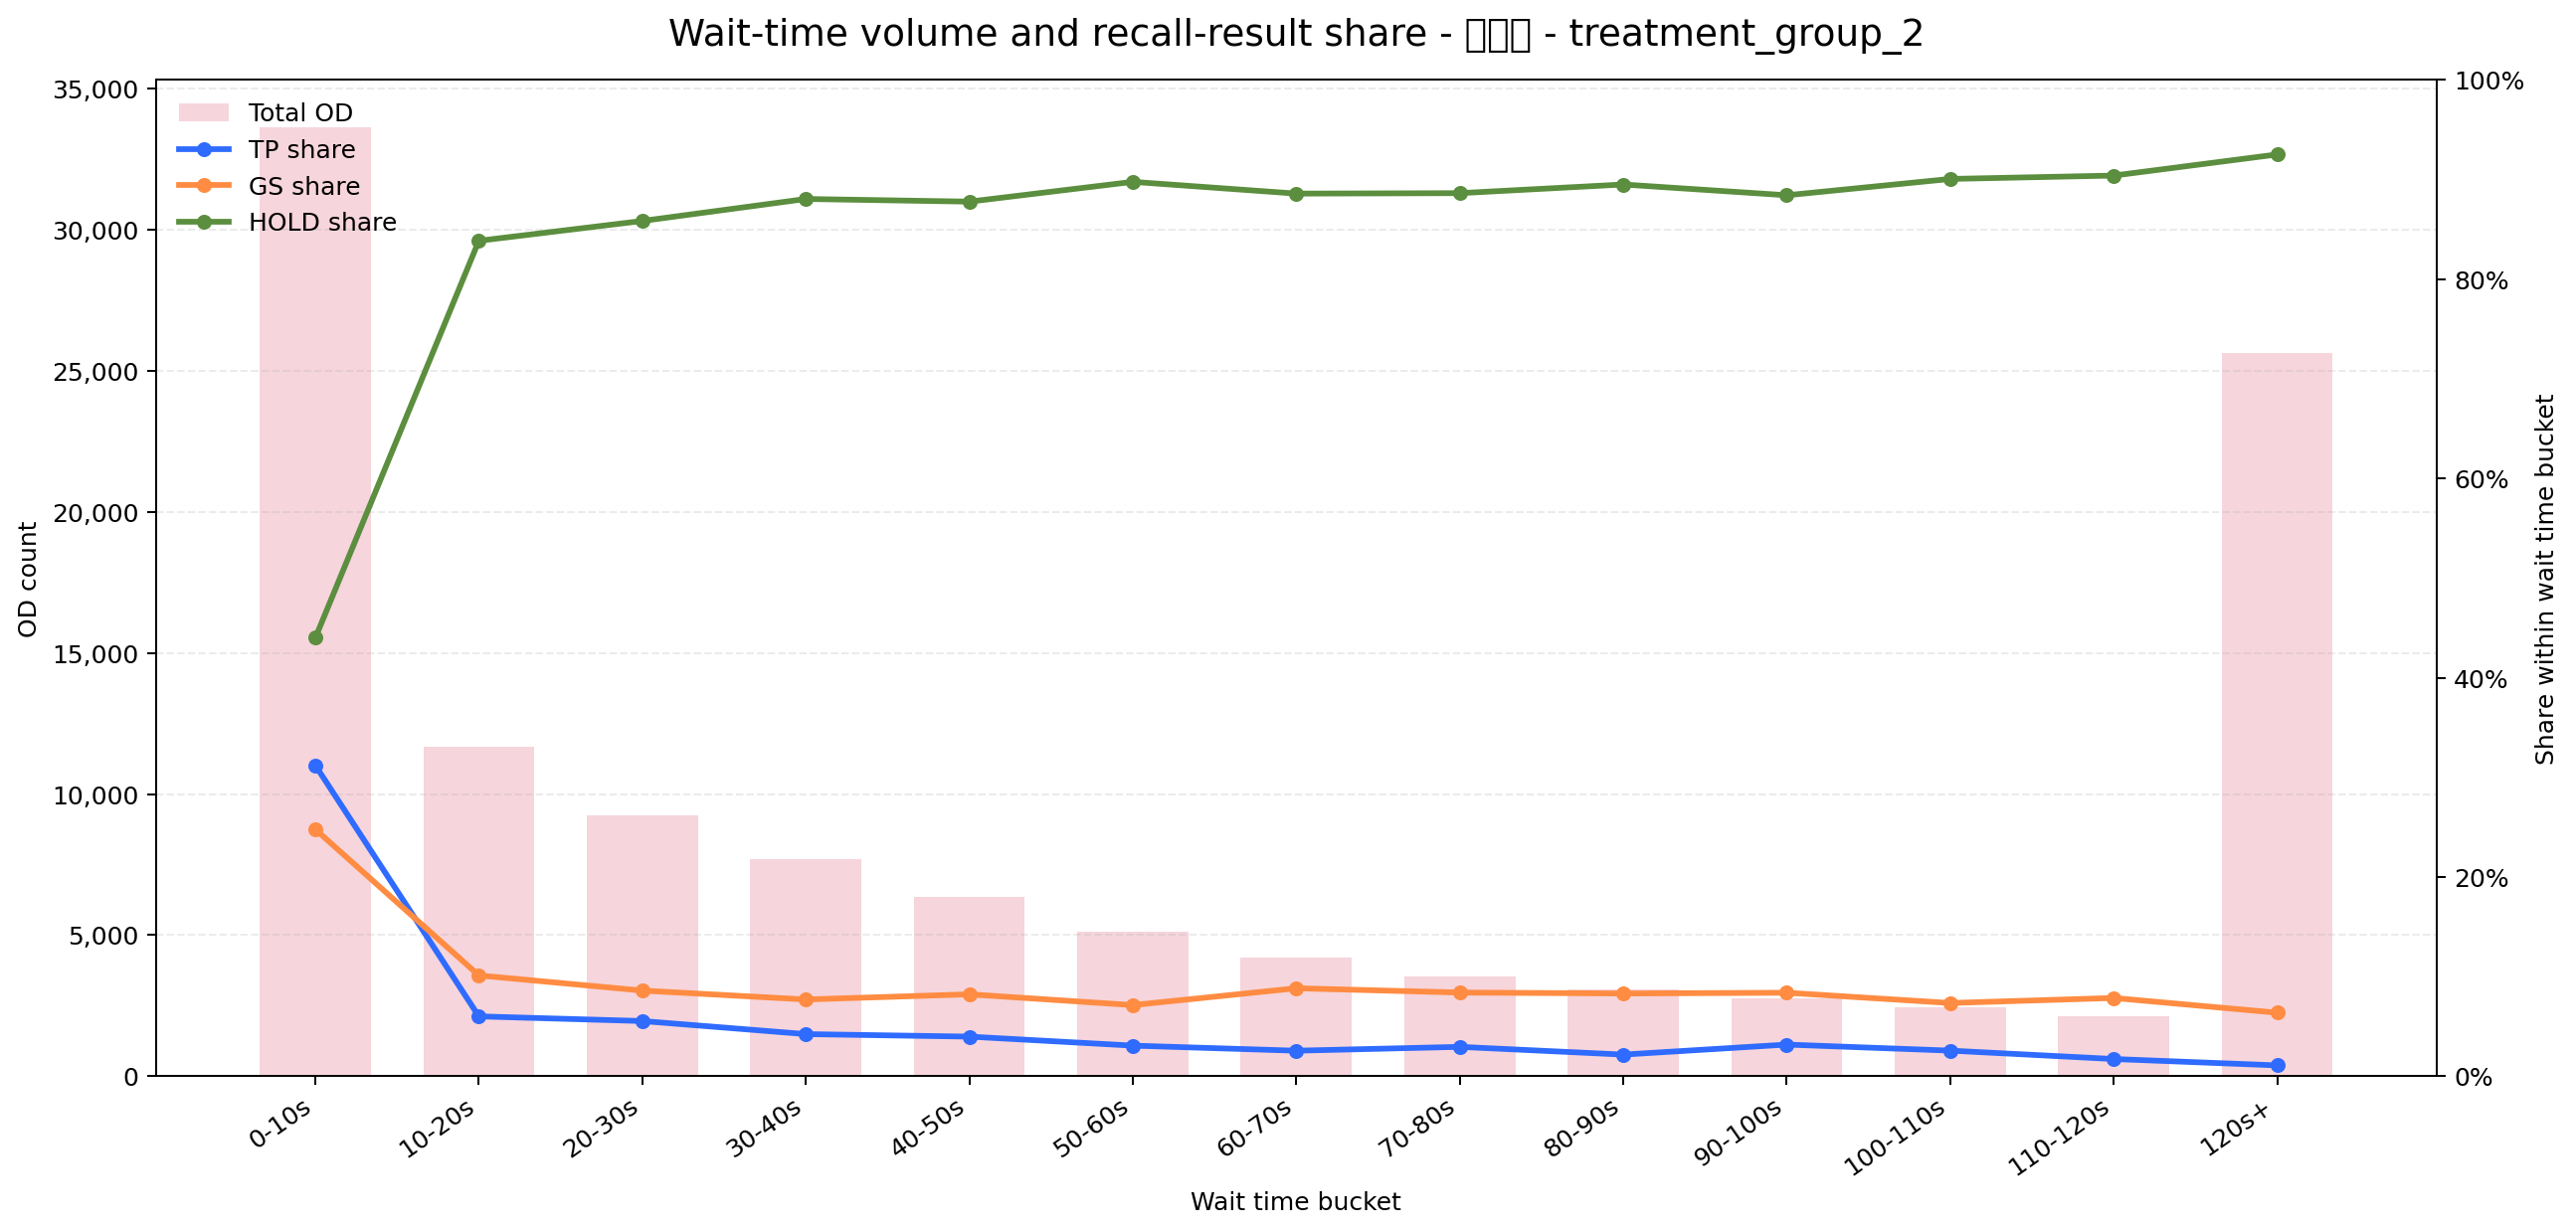 Wait-time volume and recall-result share - - treatment_group_2
Total OD
TP share
GS share
HOLD share
35,000
30,000
25,000
20,000
15,000
10,000
5,000
0
OD count
100%
80%
60%
40%
20%
0%
Share within wait time bucket
0-10s
10-20s
20-30s
30-40s
40-50s
50-60s
60-70s
70-80s
80-90s
90-100s
100-110s
110-120s
120s+
Wait time bucket